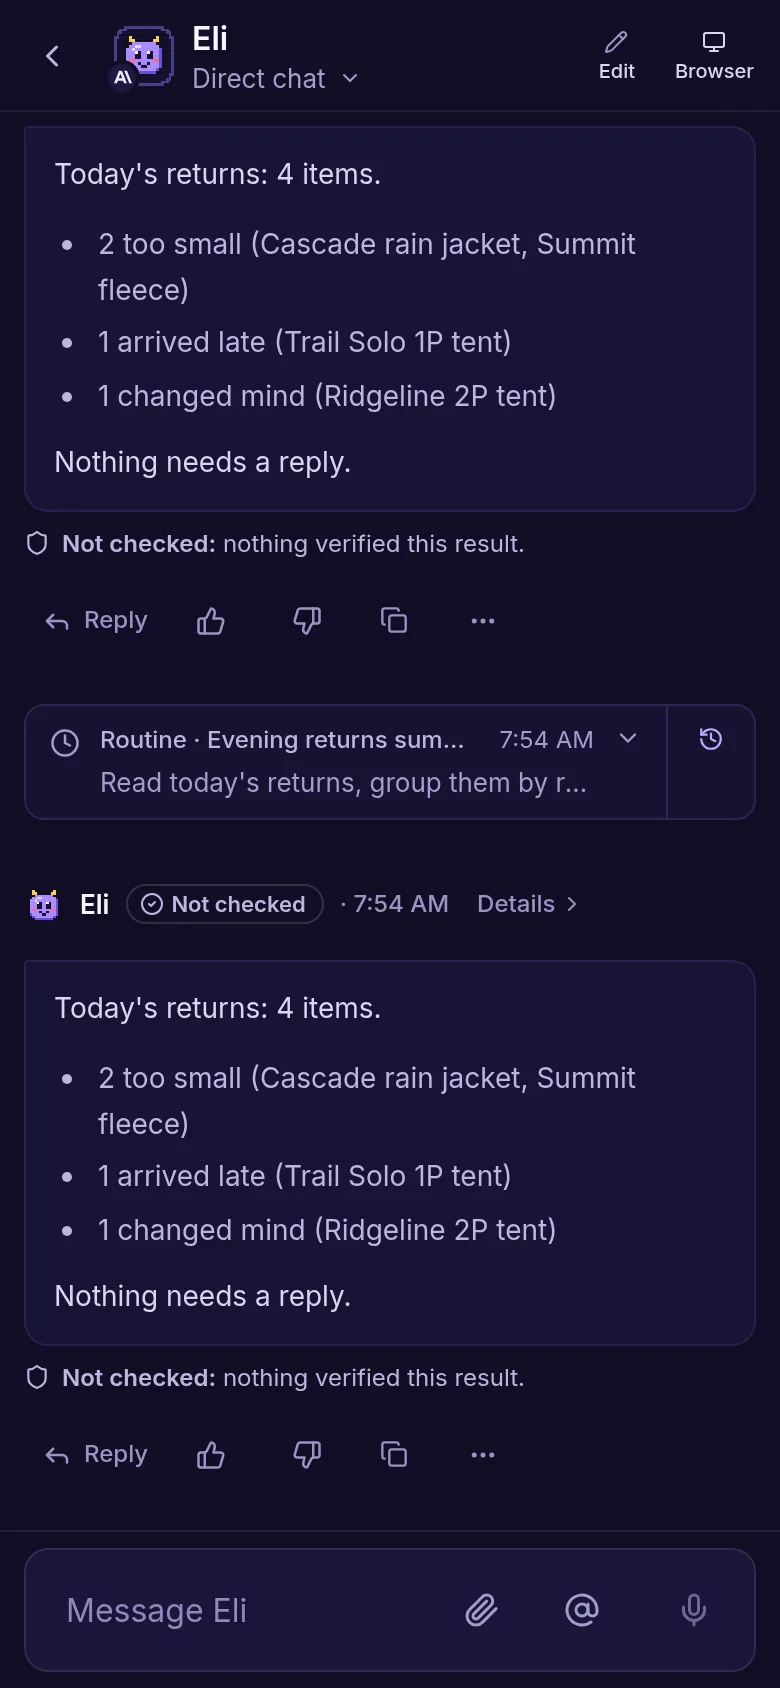 Eli
Direct chat
Edit
Browser
A\
Today's returns: 4 items.
• 2 too small (Cascade rain jacket, Summit
fleece)
• 1 arrived late (Trail Solo 1P tent)
• 1 changed mind (Ridgeline 2P tent)
Nothing needs a reply.
Not checked: nothing verified this result.
Reply
Routine · Evening returns sum... 7:54 AM
Read today's returns, group them by r...
Eli Not checked · 7:54 AM Details
Today's returns: 4 items.
• 2 too small (Cascade rain jacket, Summit
fleece)
• 1 arrived late (Trail Solo 1P tent)
• 1 changed mind (Ridgeline 2P tent)
Nothing needs a reply.
Not checked: nothing verified this result.
Reply
Message Eli